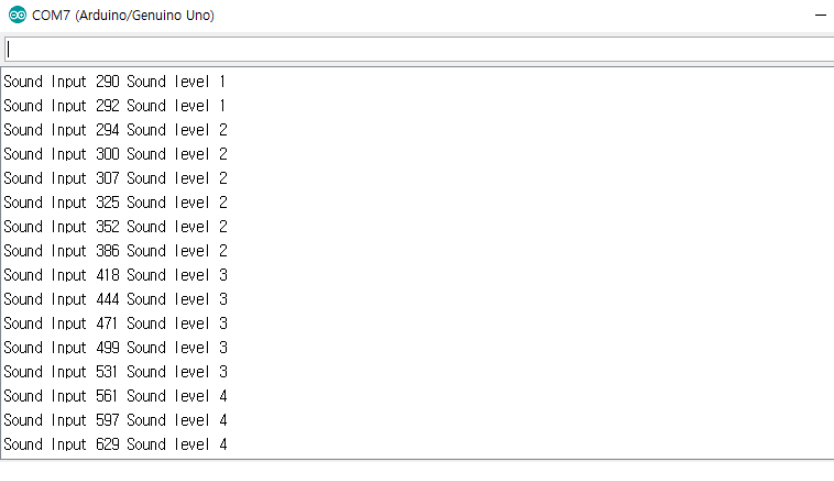 COM7 (Arduino/Genuino Uno)
Sound Input 290 Sound level 1
Sound Input 292 Sound level 1
Sound Input 294 Sound level 2
Sound Input 300 Sound level 2
Sound Input 307 Sound level 2
Sound Input 325 Sound level 2
Sound Input 352 Sound level 2
Sound Input 386 Sound level 2
Sound Input 418 Sound level 3
Sound Input 444 Sound level 3
Sound Input 471 Sound level 3
Sound Input 499 Sound level 3
Sound Input 531 Sound level 3
Sound Input 561 Sound level 4
Sound Input 597 Sound level 4
Sound Input 629 Sound level 4